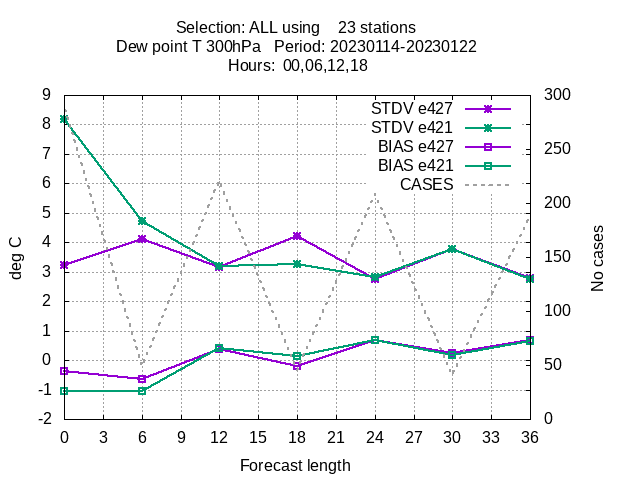 Selection: ALL using    23 stations
Dew point T 300hPa   Period: 20230114-20230122
Hours:  00,06,12,18
STDV e427
STDV e421
BIAS e427
BIAS e421
CASES
9
8
7
6
5
4
3
2
1
0
-1
-2
deg C
300
250
200
150
100
50
0
No cases
0 3 6 9 12 15 18 21 24 27 30 33 36
Forecast length